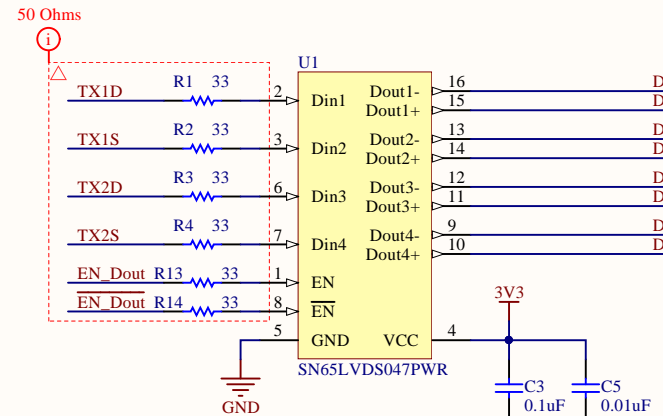 50 Ohms
i
U1
TX1D R1 33 2 Din1 Dout1- 16 D
Dout1+ 15 D
TX1S R2 33 3 Din2 Dout2- 13 D
Dout2+ 14 D
TX2D R3 33 6 Din3 Dout3- 12 D
Dout3+ 11 D
TX2S R4 33 7 Din4 Dout4- 9 D
Dout4+ 10 D
EN_Dout R13 33 1 EN
EN_Dout R14 33 8 EN
5 GND VCC 4 3V3
SN65LVDS047PWR
GND
C3
0.1uF
C5
0.01uF